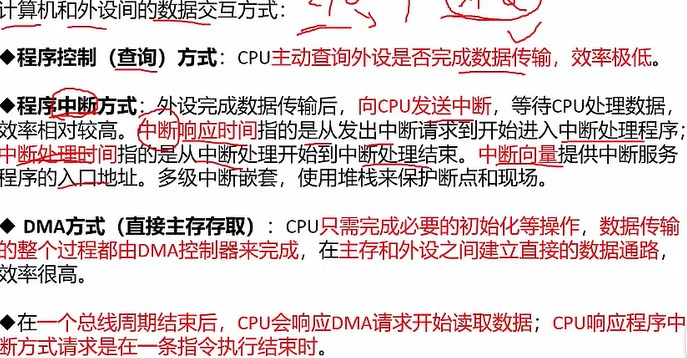 计算机和外设间的数据交互方式：
◆程序控制（查询）方式：CPU主动查询外设是否完成数据传输，效率极低。
◆程序中断方式：外设完成数据传输后，向CPU发送中断，等待CPU处理数据，
效率相对较高。中断响应时间指的是从发出中断请求到开始进入中断处理程序；
中断处理时间指的是从中断处理开始到中断处理结束。中断向量提供中断服务
程序的入口地址。多级中断嵌套，使用堆栈来保护断点和现场。
◆ DMA方式（直接主存存取）：CPU只需完成必要的初始化等操作，数据传输
的整个过程都由DMA控制器来完成，在主存和外设之间建立直接的数据通路，
效率很高。
◆在一个总线周期结束后，CPU会响应DMA请求开始读取数据；CPU响应程序中
断方式请求是在一条指令执行结束时。